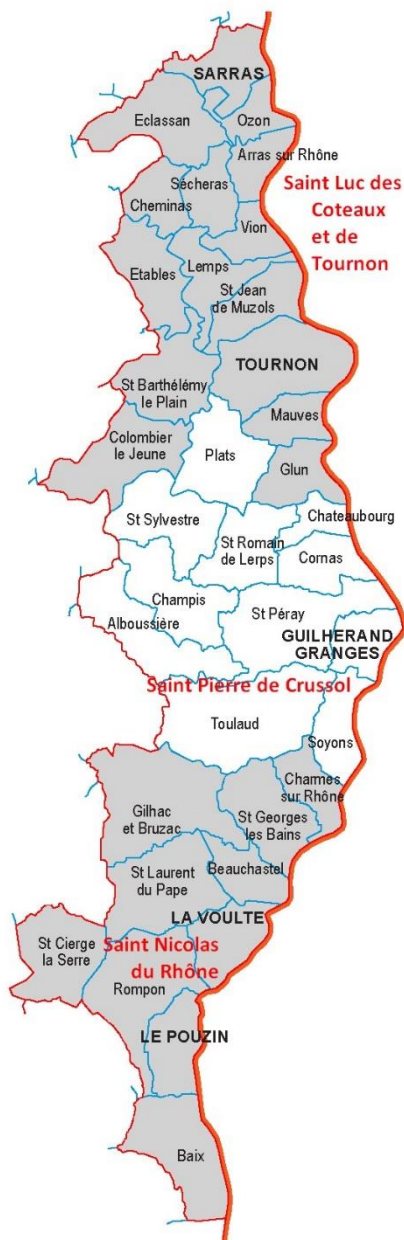 SARRAS
Eclassan
Ozon
Arras sur Rhône
Sécheras
Cheminas
Saint Luc des
Coteaux
et de
Tournon
Vion
Lemps
Etables
St Jean
de Muzols
TOURNON
St Barthélémy
le Plain
Mauves
Colombier
le Jeune
Plats
Glun
Chateaubourg
St Sylvestre
St Romain
de Lerps
Cornas
Champis
St Péray
Alboussière
GUILHERAND
GRANGES
Saint Pierre de Crussol
Toulaud
Soyons
Charmes
sur Rhône
Gilhac
et Bruzac
St Georges
les Bains
St Laurent
du Pape
Beauchastel
LA VOULTE
St Cierge
la Serre
Saint Nicolas
du Rhône
Rompon
LE POUZIN
Baix